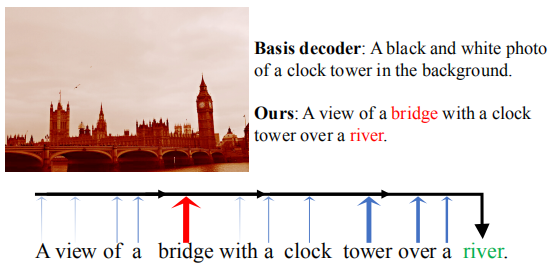 Basis decoder: A black and white photo
of a clock tower in the background.
Ours: A view of a bridge with a clock
tower over a river.
A view of a bridge with a clock tower over a river.